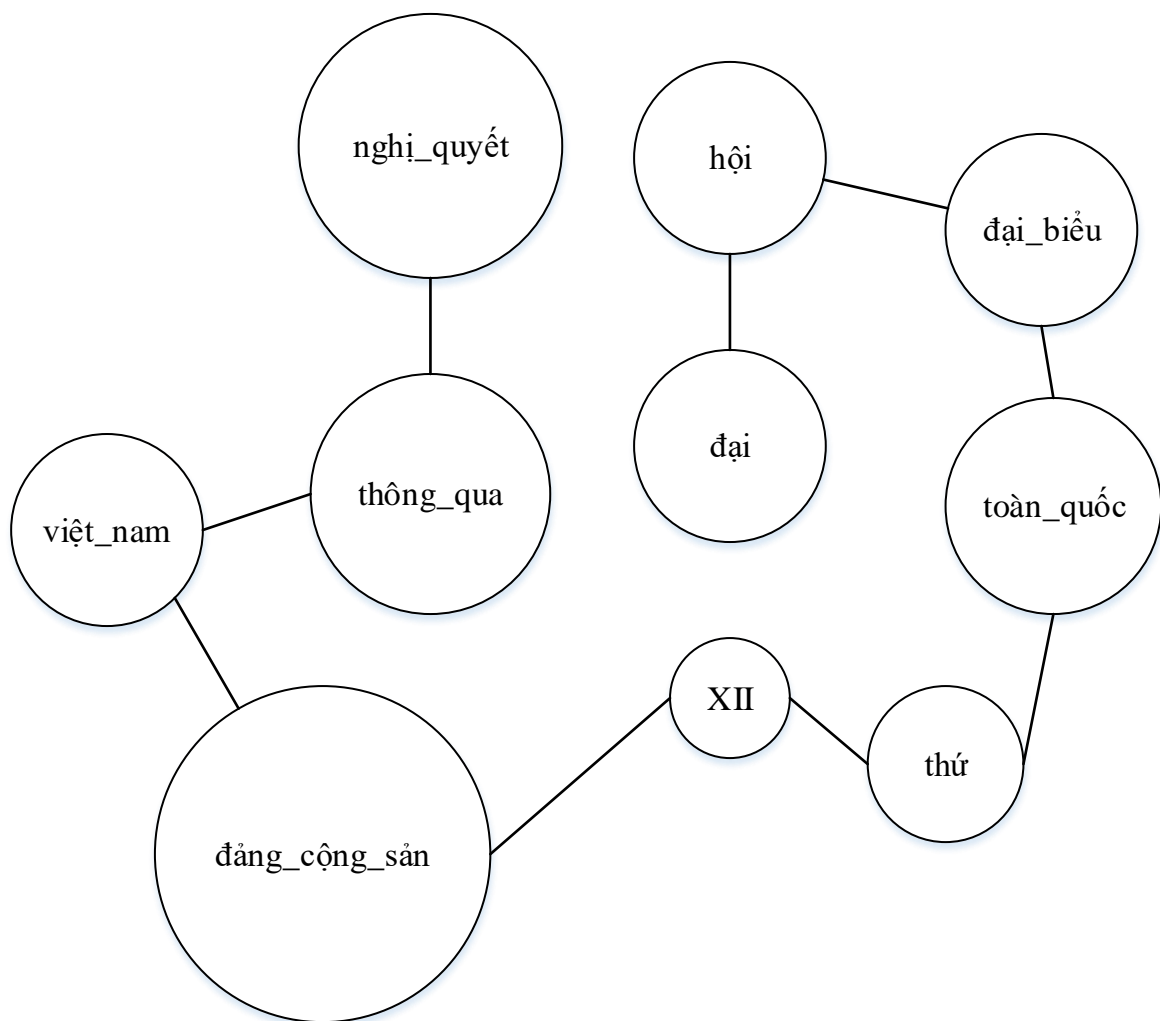 nghị_quyết
hội
đại_biểu
đại
thông_qua
toàn_quốc
việt_nam
XII
thứ
đảng_cộng_sản